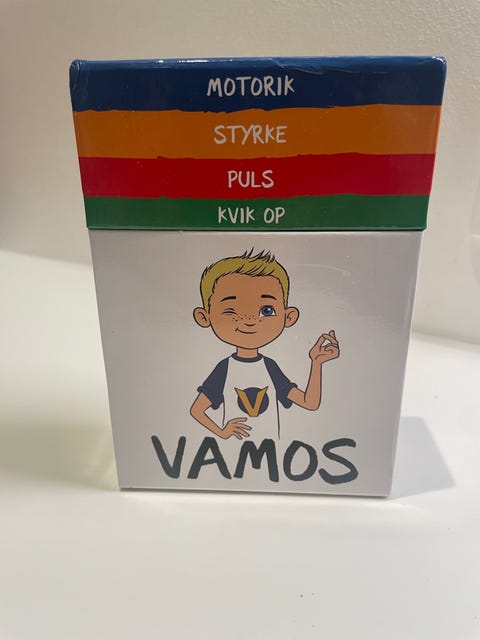 MOTORIK
STYRKE
PULS
KVIK OP
V
VAMOS